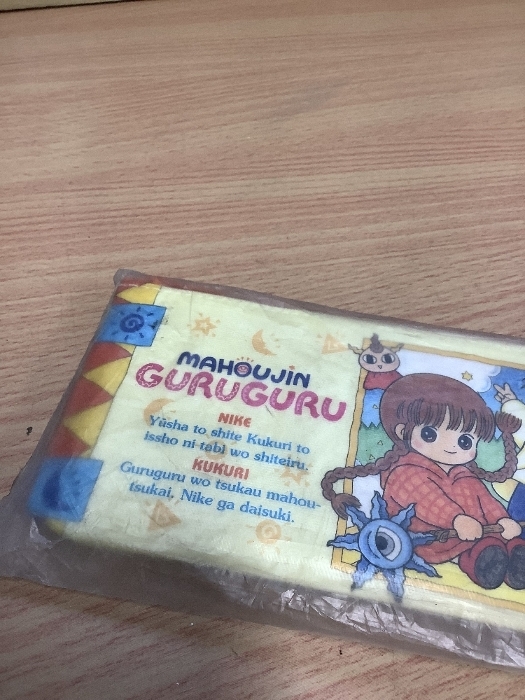 MAHOUJIN
GURUGURU
NIKE
Yūsha to shite Kukuri to
issho ni tabi wo shiteiru.
KUKURI
Guruguru wo tsukau mahou-
tsukai. Nike ga daisuki.